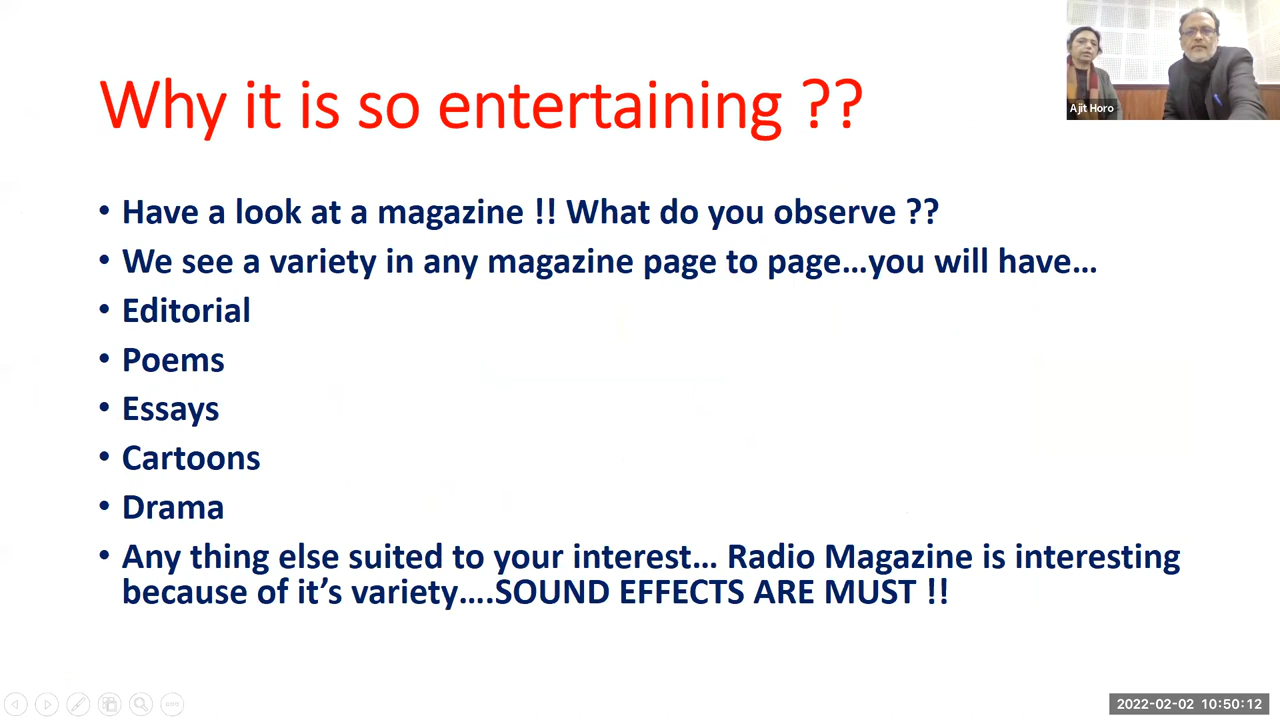 Why it is so entertaining ??
Ajit Horo
• Have a look at a magazine !! What do you observe ??
• We see a variety in any magazine page to page…you will have…
• Editorial
• Poems
• Essays
• Cartoons
• Drama
• Any thing else suited to your interest… Radio Magazine is interesting
because of it’s variety….SOUND EFFECTS ARE MUST !!
2022-02-02 10:50:12